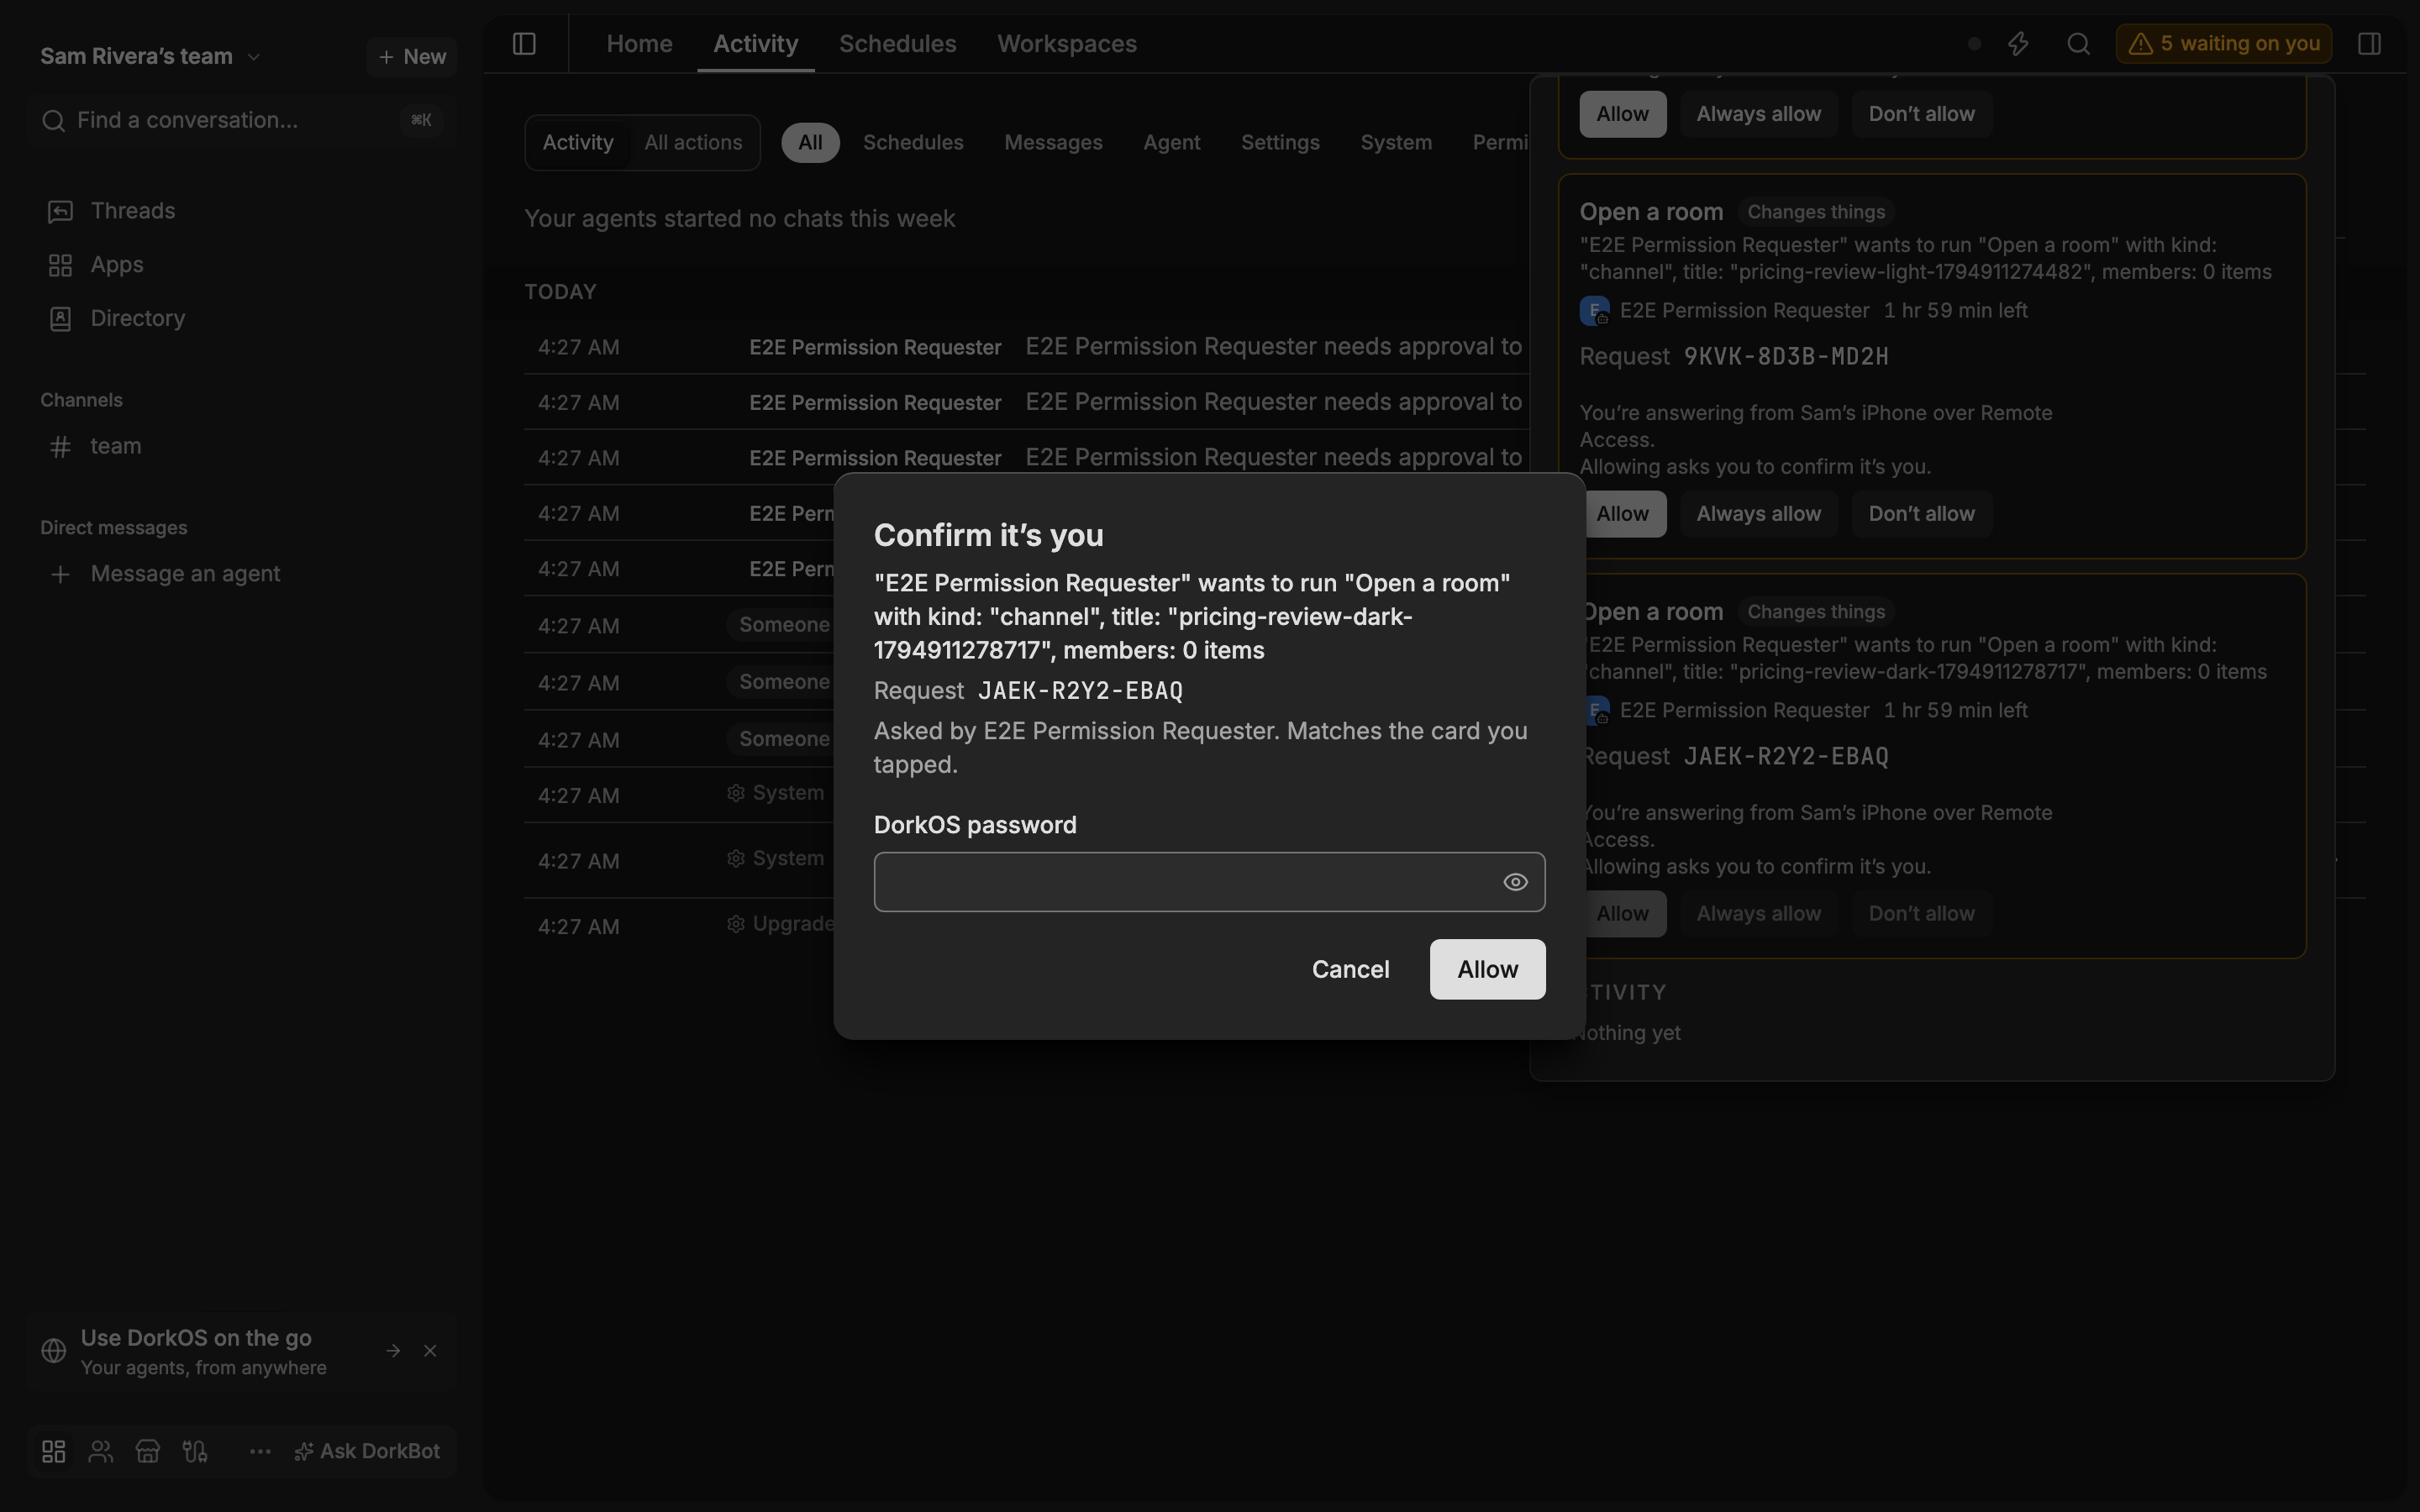 Sam Rivera’s team
New
Find a conversation...
⌘K
Threads
Apps
Directory
Channels
team
Direct messages
Message an agent
Use DorkOS on the go
Your agents, from anywhere
Ask DorkBot
Home
Activity
Schedules
Workspaces
5 waiting on you
Activity
All actions
All
Schedules
Messages
Agent
Settings
System
Permi
Your agents started no chats this week
TODAY
4:27 AM E2E Permission Requester E2E Permission Requester needs approval to
4:27 AM E2E Permission Requester E2E Permission Requester needs approval to
4:27 AM E2E Permission Requester E2E Permission Requester needs approval to
4:27 AM E2E Perm
4:27 AM E2E Perm
4:27 AM Someone
4:27 AM Someone
4:27 AM Someone
4:27 AM System
4:27 AM System
4:27 AM Upgrade
Allow Always allow Don’t allow
Open a room Changes things
"E2E Permission Requester" wants to run "Open a room" with kind:
"channel", title: "pricing-review-light-1794911274482", members: 0 items
E E2E Permission Requester 1 hr 59 min left
Request 9KVK-8D3B-MD2H
You’re answering from Sam’s iPhone over Remote
Access.
Allowing asks you to confirm it’s you.
Allow Always allow Don’t allow
Open a room Changes things
"E2E Permission Requester" wants to run "Open a room" with kind:
"channel", title: "pricing-review-dark-1794911278717", members: 0 items
E E2E Permission Requester 1 hr 59 min left
Request JAEK-R2Y2-EBAQ
You’re answering from Sam’s iPhone over Remote
Access.
Allowing asks you to confirm it’s you.
Allow Always allow Don’t allow
TIVITY
Nothing yet
Confirm it’s you
"E2E Permission Requester" wants to run "Open a room"
with kind: "channel", title: "pricing-review-dark-
1794911278717", members: 0 items
Request JAEK-R2Y2-EBAQ
Asked by E2E Permission Requester. Matches the card you
tapped.
DorkOS password
Cancel
Allow